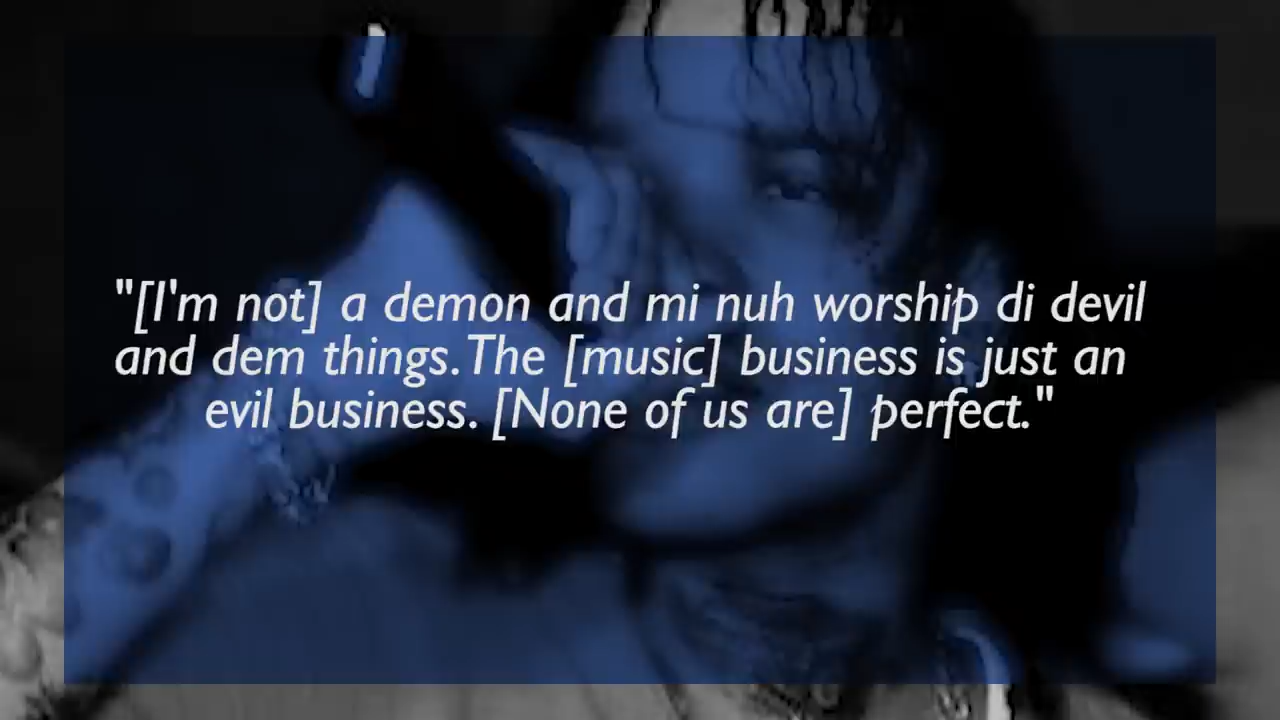 "[I'm not] a demon and mi nuh worship di devil
and dem things. The [music] business is just an
evil business. [None of us are] perfect."